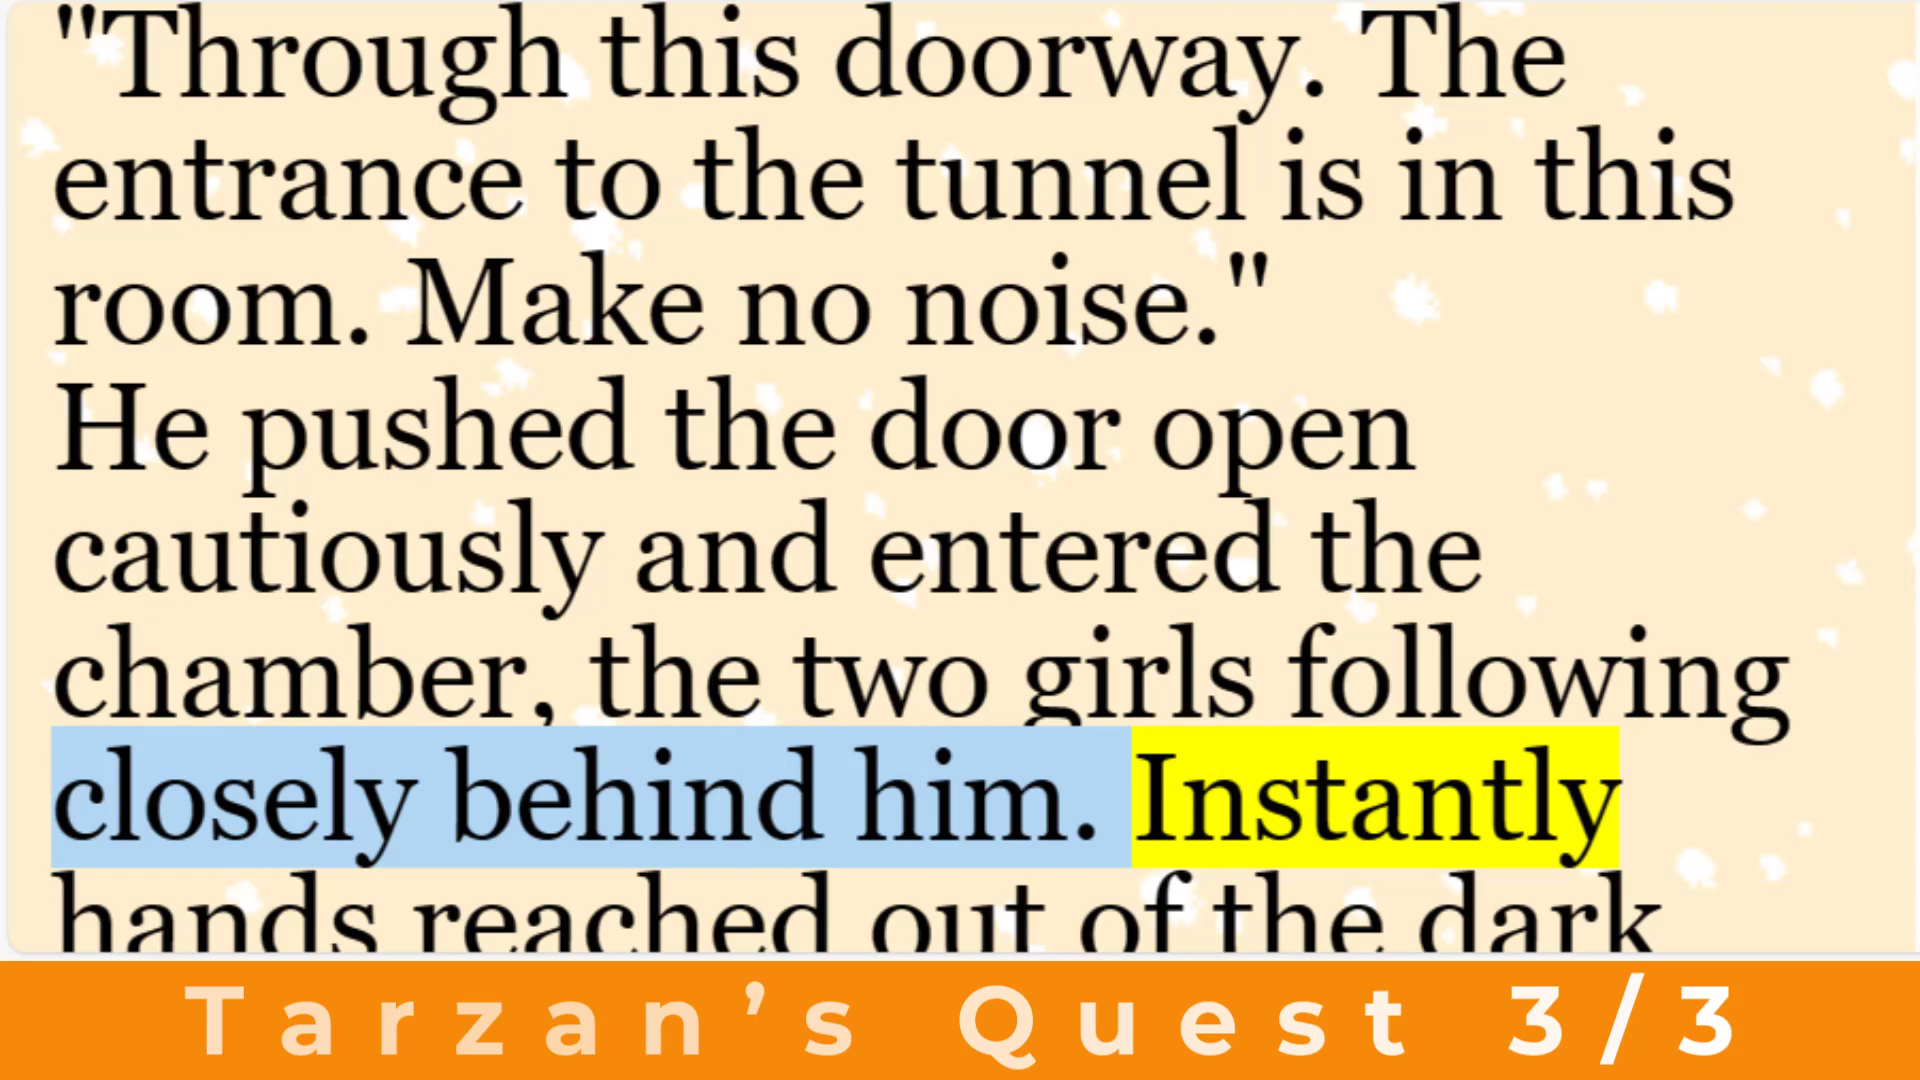 "Through this doorway. The
entrance to the tunnel is in this
room. Make no noise."
He pushed the door open
cautiously and entered the
chamber, the two girls following
closely behind him. Instantly
hands reached out of the dark
Tarzan’s Quest 3/3